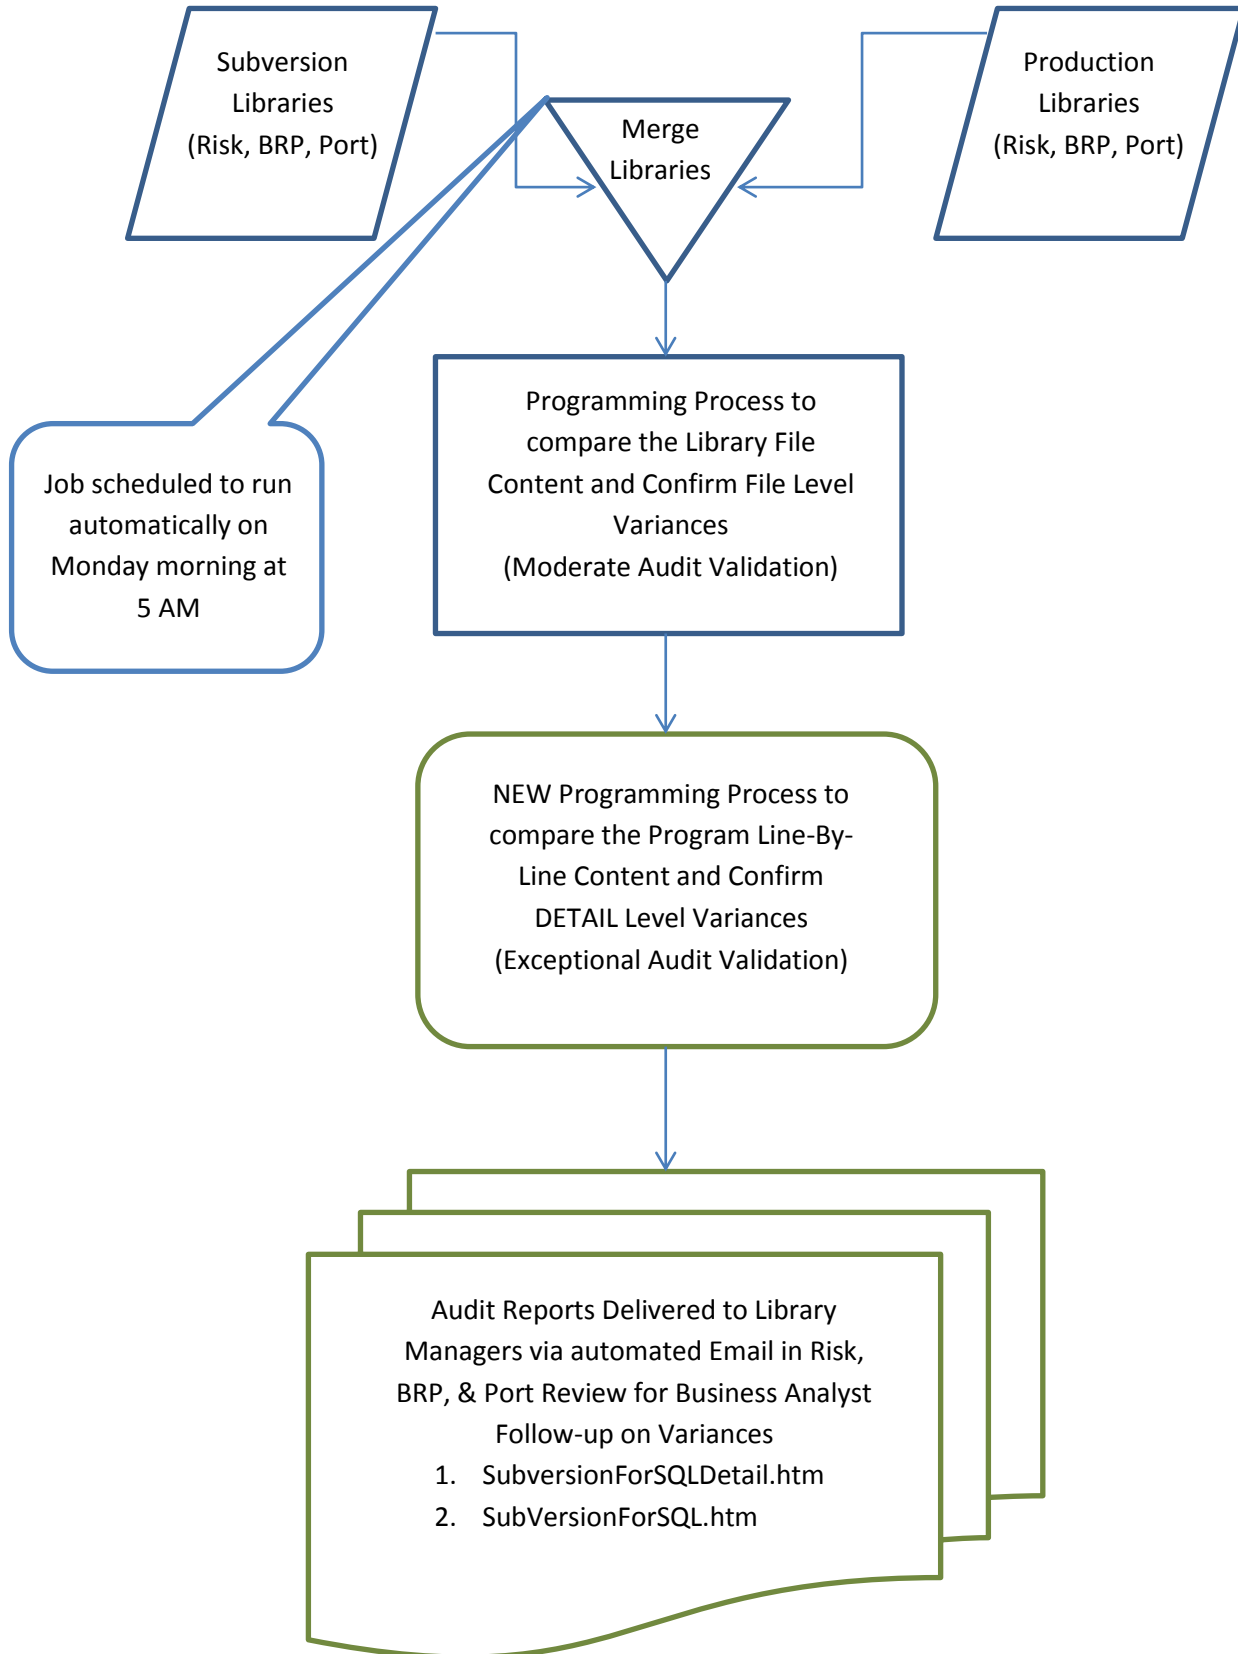 Subversion
Libraries
(Risk, BRP, Port)
Merge
Libraries
Production
Libraries
(Risk, BRP, Port)
Programming Process to
compare the Library File
Content and Confirm File Level
Variances
(Moderate Audit Validation)
Job scheduled to run
automatically on
Monday morning at
5 AM
NEW Programming Process to
compare the Program Line-By-
Line Content and Confirm
DETAIL Level Variances
(Exceptional Audit Validation)
Audit Reports Delivered to Library
Managers via automated Email in Risk,
BRP, & Port Review for Business Analyst
Follow-up on Variances
1. SubversionForSQLDetail.htm
2. SubVersionForSQL.htm